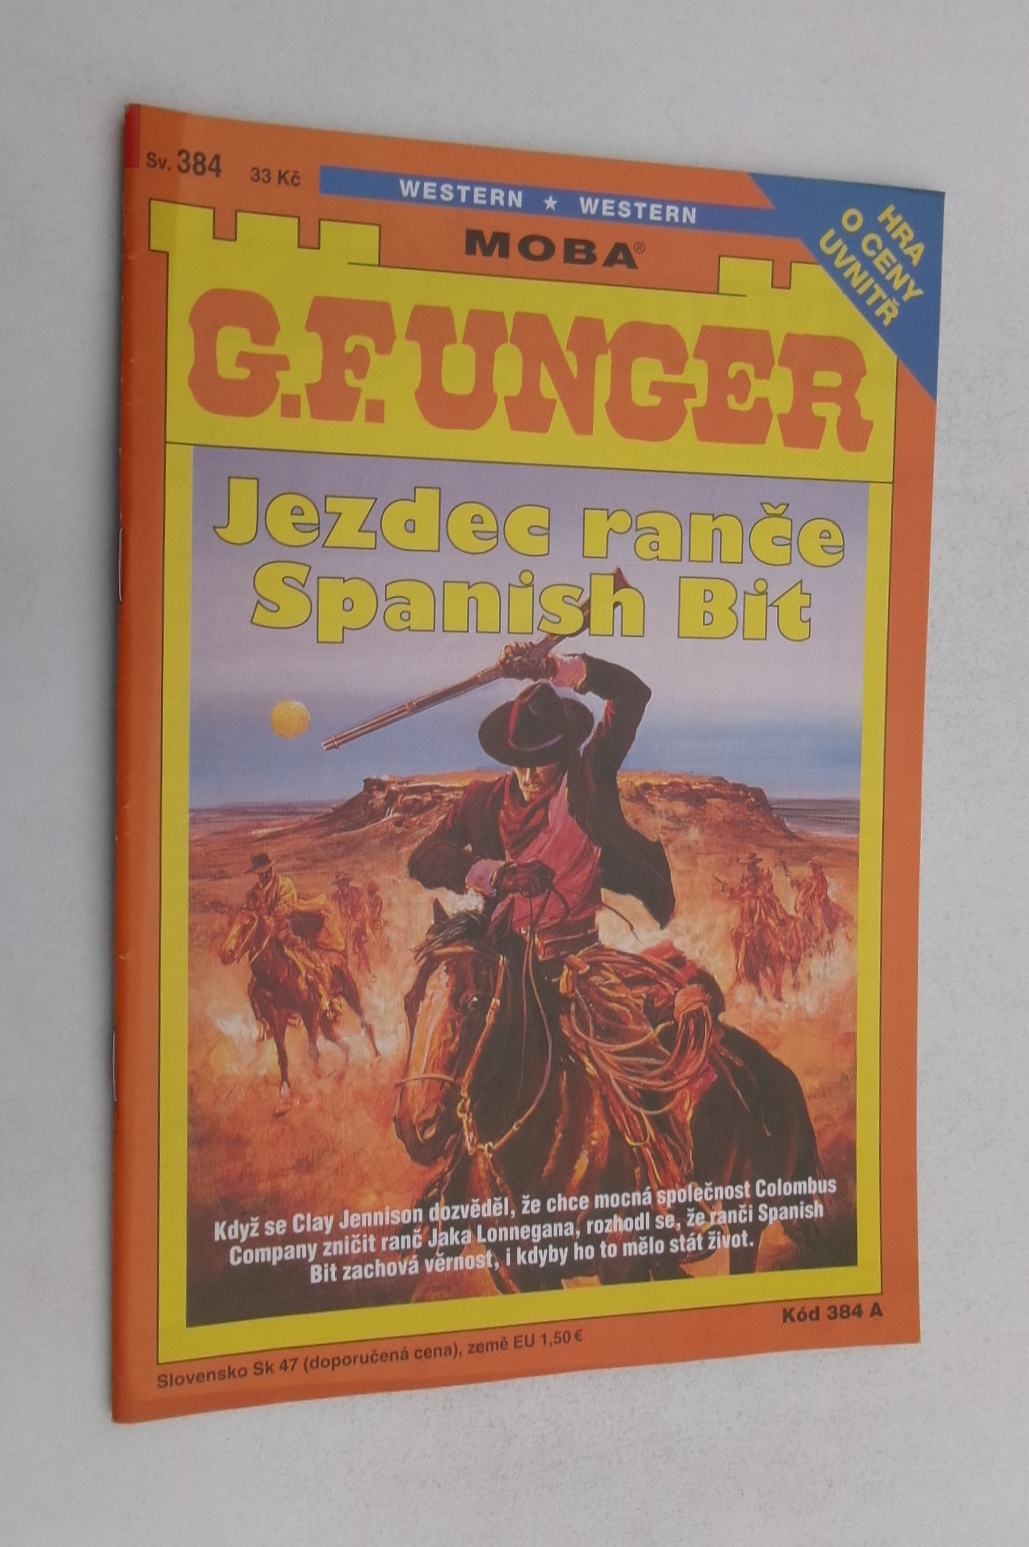 Sv. 384 33 Kč
WESTERN ★ WESTERN
HRA
O CENY
UVNITŘ
MOBA®
G.F. UNGER
Jezdec ranče
Spanish Bit
Když se Clay Jennison dozvěděl, že chce mocná společnost Colombus
Company zničit ranč Jaka Lonnegana, rozhodl se, že ranči Spanish
Bit zachová věrnost, i kdyby ho to mělo stát život.
Kód 384 A
Slovensko Sk 47 (doporučená cena), země EU 1,50 €